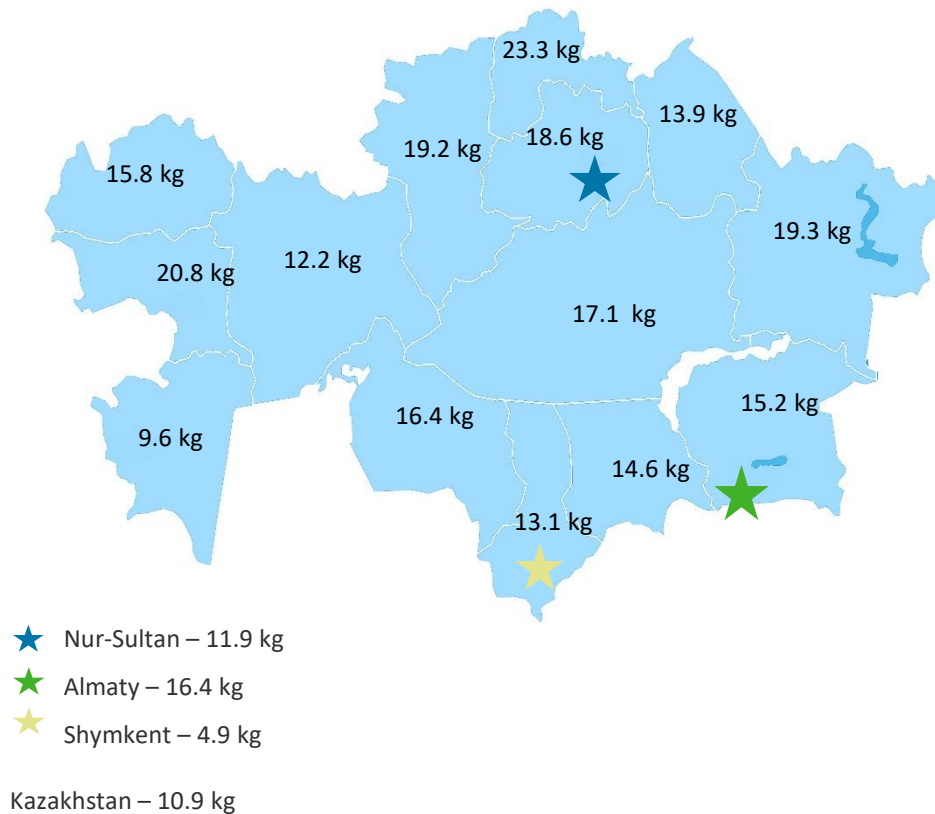 23.3 kg
13.9 kg
18.6 kg
19.2 kg
15.8 kg
19.3 kg
12.2 kg
20.8 kg
17.1  kg
15.2 kg
16.4 kg
9.6 kg
14.6 kg
13.1 kg
Nur-Sultan – 11.9 kg
Almaty – 16.4 kg
Shymkent – 4.9 kg
Kazakhstan – 10.9 kg